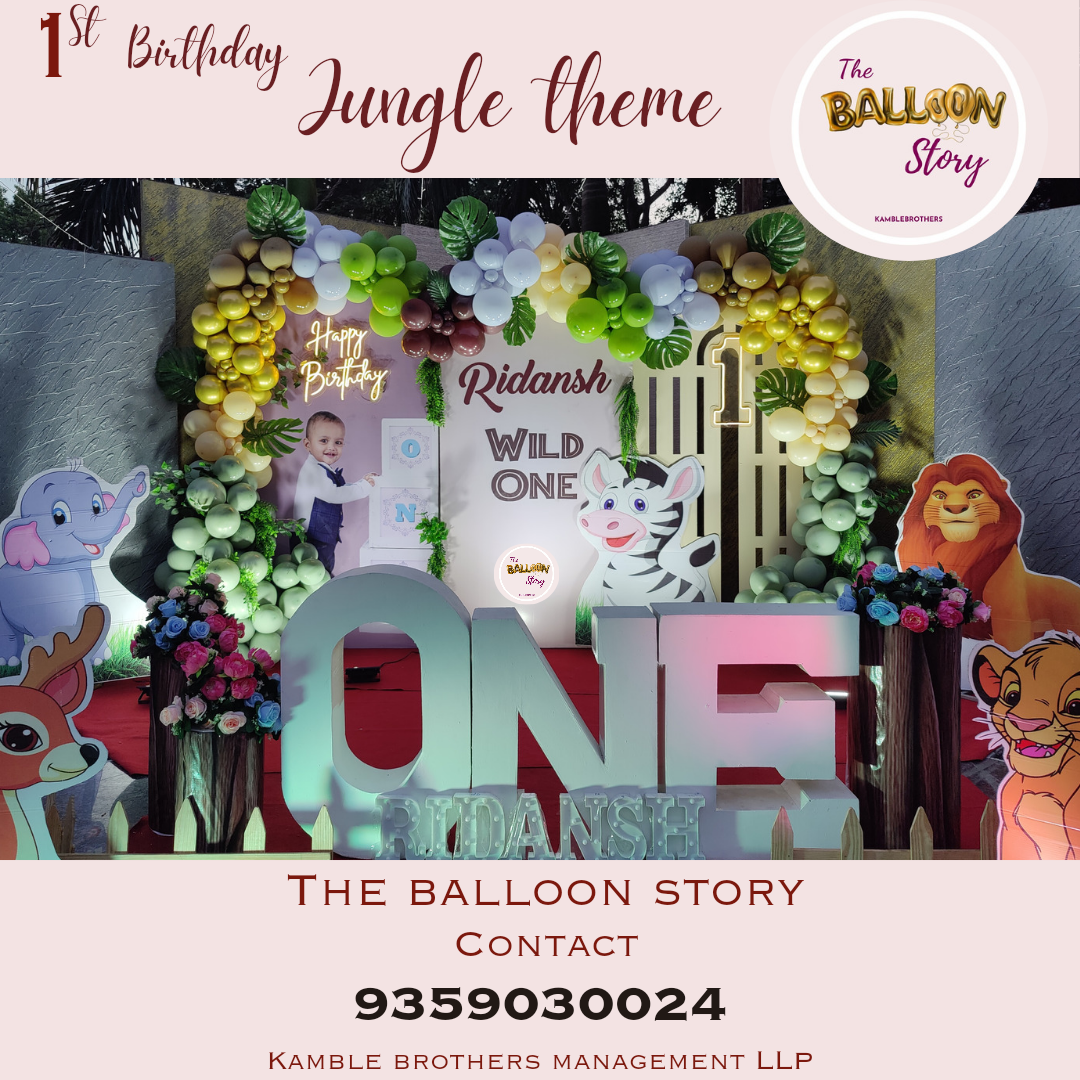 1St Birthday
Jungle theme
The
BALLOON
Story
KAMBLEBROTHERS
Happy
Birthday
1
Ridansh
WILD
ONE
O
N
The
BALLOON
Story
ONE
RIDANSH
THE BALLOON STORY
CONTACT
9359030024
KAMBLE BROTHERS MANAGEMENT LLP